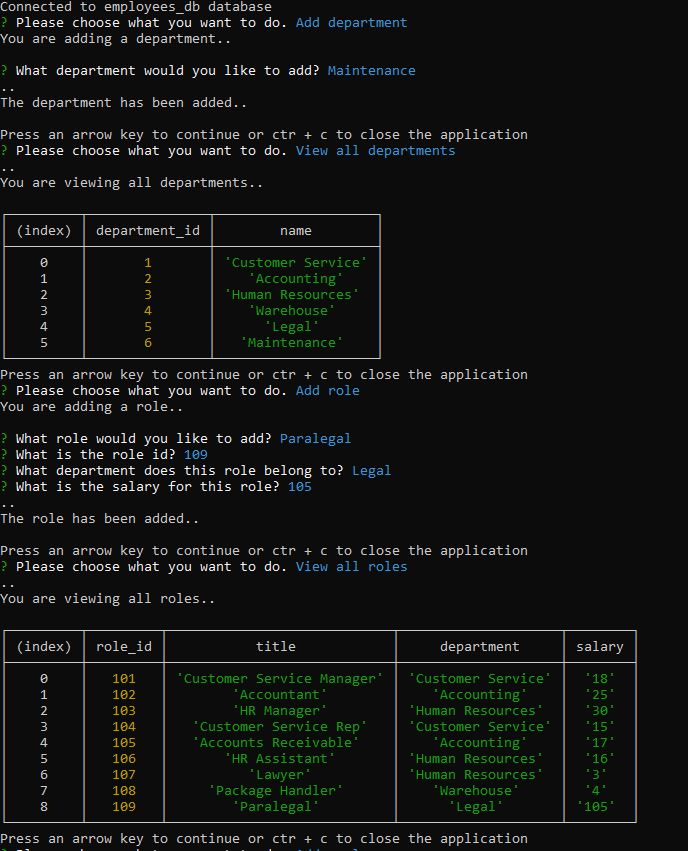 Connected to employees_db database
? Please choose what you want to do. Add department
You are adding a department..
? What department would you like to add? Maintenance
..
The department has been added..
Press an arrow key to continue or ctr + c to close the application
? Please choose what you want to do. View all departments
..
You are viewing all departments..
(index) department_id name
0 1 'Customer Service'
1 2 'Accounting'
2 3 'Human Resources'
3 4 'Warehouse'
4 5 'Legal'
5 6 'Maintenance'
Press an arrow key to continue or ctr + c to close the application
? Please choose what you want to do. Add role
You are adding a role..
? What role would you like to add? Paralegal
? What is the role id? 109
? What department does this role belong to? Legal
? What is the salary for this role? 105
..
The role has been added..
Press an arrow key to continue or ctr + c to close the application
? Please choose what you want to do. View all roles
..
You are viewing all roles..
(index) role_id title department salary
0 101 'Customer Service Manager' 'Customer Service' '18'
1 102 'Accountant' 'Accounting' '25'
2 103 'HR Manager' 'Human Resources' '30'
3 104 'Customer Service Rep' 'Customer Service' '15'
4 105 'Accounts Receivable' 'Accounting' '17'
5 106 'HR Assistant' 'Human Resources' '16'
6 107 'Lawyer' 'Human Resources' '3'
7 108 'Package Handler' 'Warehouse' '4'
8 109 'Paralegal' 'Legal' '105'
Press an arrow key to continue or ctr + c to close the application